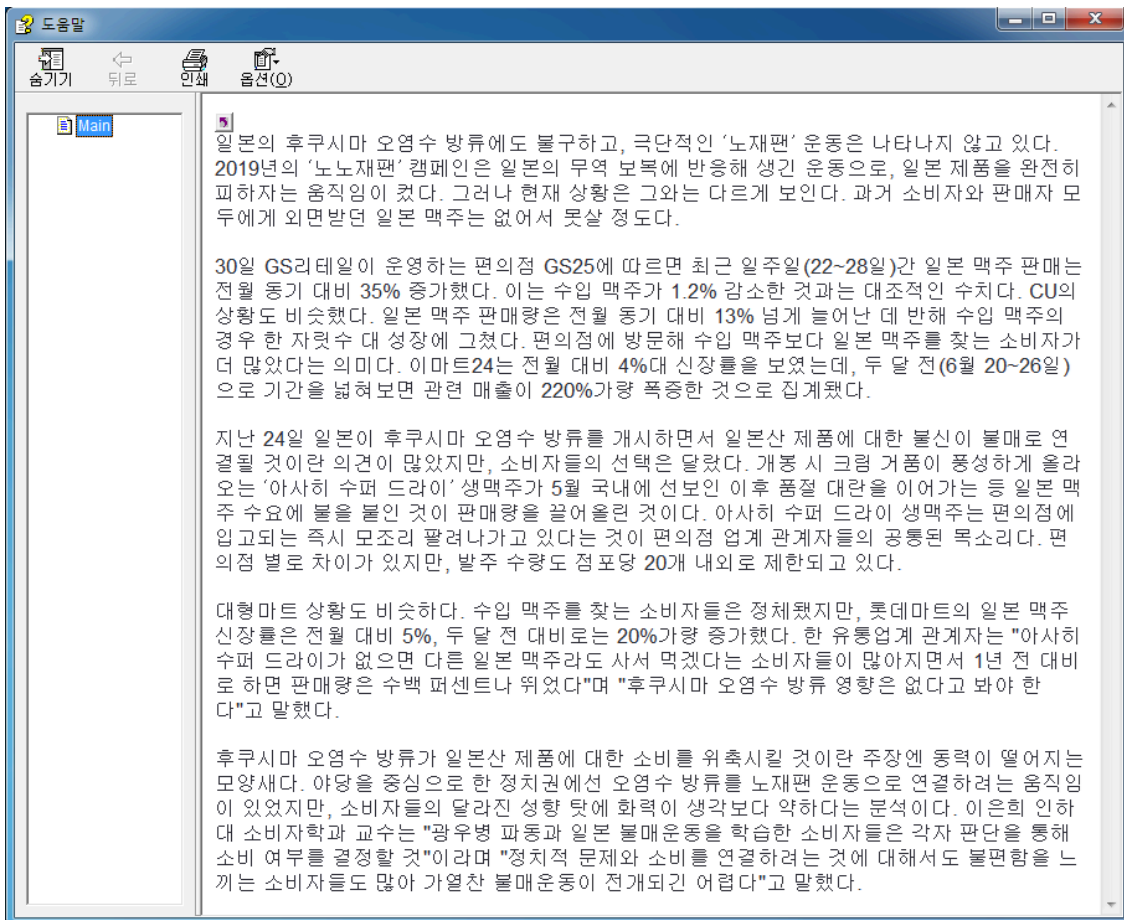 도움말
숨기기 뒤로 인쇄 옵션(O)
Main
일본의 후쿠시마 오염수 방류에도 불구하고, 극단적인 ‘노재팬’ 운동은 나타나지 않고 있다.
2019년의 ‘노노재팬’ 캠페인은 일본의 무역 보복에 반응해 생긴 운동으로, 일본 제품을 완전히
피하자는 움직임이 컸다. 그러나 현재 상황은 그와는 다르게 보인다. 과거 소비자와 판매자 모
두에게 외면받던 일본 맥주는 없어서 못살 정도다.
30일 GS리테일이 운영하는 편의점 GS25에 따르면 최근 일주일(22~28일)간 일본 맥주 판매는
전월 동기 대비 35% 증가했다. 이는 수입 맥주가 1.2% 감소한 것과는 대조적인 수치다. CU의
상황도 비슷했다. 일본 맥주 판매량은 전월 동기 대비 13% 넘게 늘어난 데 반해 수입 맥주의
경우 한 자릿수 대 성장에 그쳤다. 편의점에 방문해 수입 맥주보다 일본 맥주를 찾는 소비자가
더 많았다는 의미다. 이마트24는 전월 대비 4%대 신장률을 보였는데, 두 달 전(6월 20~26일)
으로 기간을 넓혀보면 관련 매출이 220%가량 폭증한 것으로 집계됐다.
지난 24일 일본이 후쿠시마 오염수 방류를 개시하면서 일본산 제품에 대한 불신이 불매로 연
결될 것이란 의견이 많았지만, 소비자들의 선택은 달랐다. 개봉 시 크림 거품이 풍성하게 올라
오는 ‘아사히 수퍼 드라이’ 생맥주가 5월 국내에 선보인 이후 품절 대란을 이어가는 등 일본 맥
주 수요에 불을 붙인 것이 판매량을 끌어올린 것이다. 아사히 수퍼 드라이 생맥주는 편의점에
입고되는 즉시 모조리 팔려나가고 있다는 것이 편의점 업계 관계자들의 공통된 목소리다. 편
의점 별로 차이가 있지만, 발주 수량도 점포당 20개 내외로 제한되고 있다.
대형마트 상황도 비슷하다. 수입 맥주를 찾는 소비자들은 정체됐지만, 롯데마트의 일본 맥주
신장률은 전월 대비 5%, 두 달 전 대비로는 20%가량 증가했다. 한 유통업계 관계자는 "아사히
수퍼 드라이가 없으면 다른 일본 맥주라도 사서 먹겠다는 소비자들이 많아지면서 1년 전 대비
로 하면 판매량은 수백 퍼센트나 뛰었다"며 "후쿠시마 오염수 방류 영향은 없다고 봐야 한
다"고 말했다.
후쿠시마 오염수 방류가 일본산 제품에 대한 소비를 위축시킬 것이란 주장엔 동력이 떨어지는
모양새다. 야당을 중심으로 한 정치권에선 오염수 방류를 노재팬 운동으로 연결하려는 움직임
이 있었지만, 소비자들의 달라진 성향 탓에 화력이 생각보다 약하다는 분석이다. 이은희 인하
대 소비자학과 교수는 "광우병 파동과 일본 불매운동을 학습한 소비자들은 각자 판단을 통해
소비 여부를 결정할 것"이라며 "정치적 문제와 소비를 연결하려는 것에 대해서도 불편함을 느
끼는 소비자들도 많아 가열찬 불매운동이 전개되긴 어렵다"고 말했다.